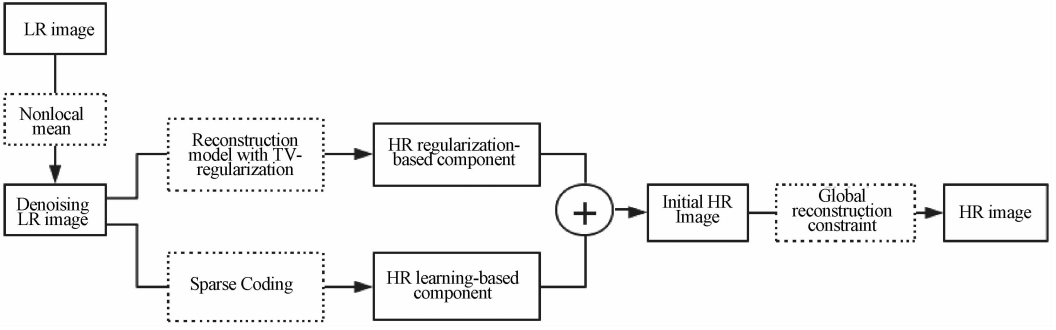 LR image
Nonlocal
mean
Denoising
LR image
Reconstruction
model with TV-
regularization
HR regularization-
based component
Sparse Coding
HR learning-based
component
+
Initial HR
Image
Global
reconstruction
constraint
HR image